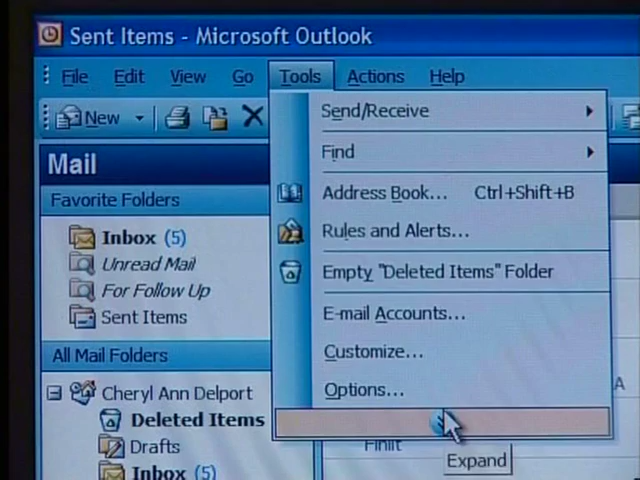 Sent Items - Microsoft Outlook
File Edit View Go Tools Actions Help
New
Mail
Favorite Folders
Inbox (5)
Unread Mail
For Follow Up
Sent Items
All Mail Folders
Cheryl Ann Delport
Deleted Items
Drafts
Inbox (5)
Send/Receive
Find
Address Book... Ctrl+Shift+B
Rules and Alerts...
Empty "Deleted Items" Folder
E-mail Accounts...
Customize...
Options...
Expand
A